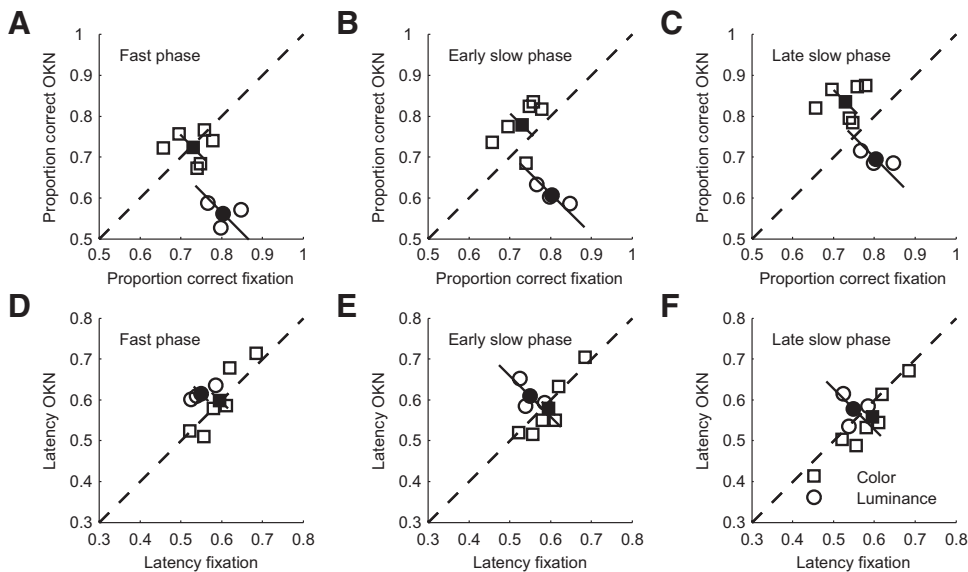 A
Proportion correct OKN
1
0.9
0.8
0.7
0.6
0.5
Fast phase
0.5 0.6 0.7 0.8 0.9 1
Proportion correct fixation
B
Proportion correct OKN
1
0.9
0.8
0.7
0.6
0.5
Early slow phase
0.5 0.6 0.7 0.8 0.9 1
Proportion correct fixation
C
Proportion correct OKN
1
0.9
0.8
0.7
0.6
0.5
Late slow phase
0.5 0.6 0.7 0.8 0.9 1
Proportion correct fixation
D
Latency OKN
0.8
0.7
0.6
0.5
0.4
0.3
Fast phase
0.3 0.4 0.5 0.6 0.7 0.8
Latency fixation
E
Latency OKN
0.8
0.7
0.6
0.5
0.4
0.3
Early slow phase
0.3 0.4 0.5 0.6 0.7 0.8
Latency fixation
F
Latency OKN
0.8
0.7
0.6
0.5
0.4
0.3
Late slow phase
Color
Luminance
0.3 0.4 0.5 0.6 0.7 0.8
Latency fixation